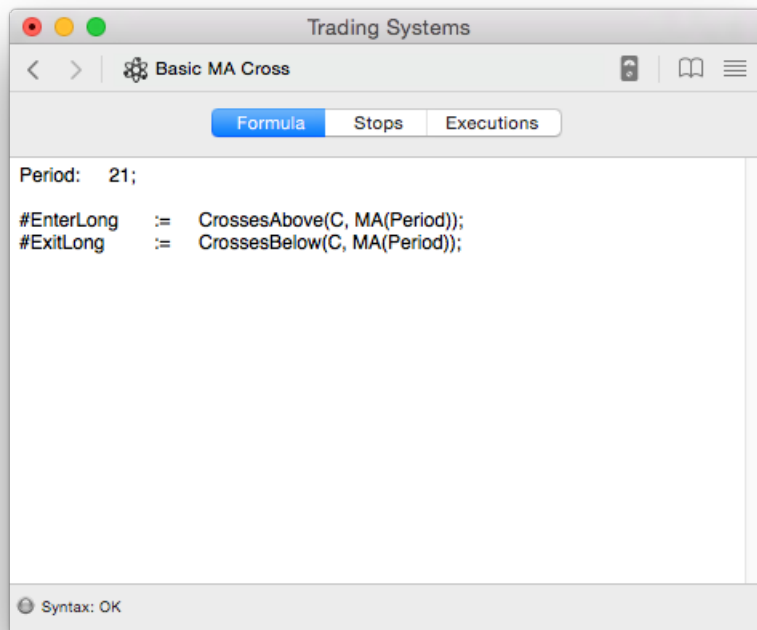 Trading Systems
Basic MA Cross
Formula Stops Executions
Period: 21;
#EnterLong := CrossesAbove(C, MA(Period));
#ExitLong := CrossesBelow(C, MA(Period));
Syntax: OK